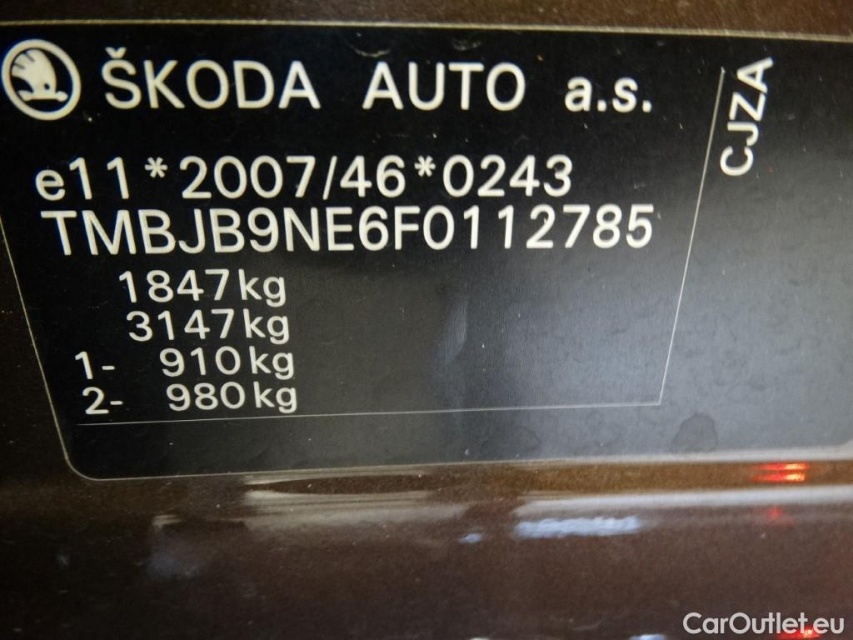 ŠKODA AUTO a.s.
CJZA
e11*2007/46*0243
TMBJB9NE6F0112785
1847kg
3147kg
1- 910kg
2- 980kg
CarOutlet.eu